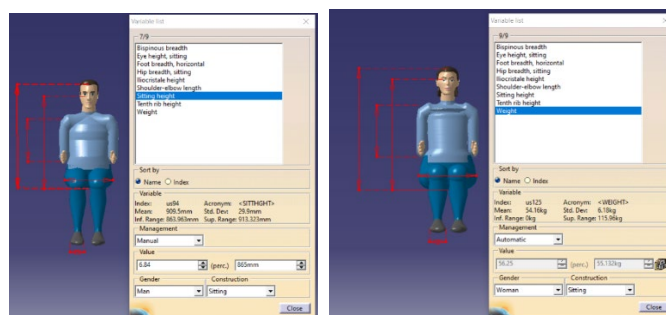 Variable list
7/9
Bispinous breadth
Eye height, sitting
Foot breadth, horizontal
Hip breadth, sitting
Iliocristale height
Shoulder-elbow length
Sitting height
Tenth rib height
Weight
Sort by
Name Index
Variable
Index: us94 Acronym: <SITTHGHT>
Mean: 909.5mm Std. Dev: 29.9mm
Inf. Range: 863.963mm Sup. Range: 913.323mm
Management
Manual
Value
6.84 (perc.) 865mm
Gender Construction
Man Sitting
Close
Variable list
9/9
Bispinous breadth
Eye height, sitting
Foot breadth, horizontal
Hip breadth, sitting
Iliocristale height
Shoulder-elbow length
Sitting height
Tenth rib height
Weight
Sort by
Name Index
Variable
Index: us125 Acronym: <WEIGHT>
Mean: 54.16kg Std. Dev: 6.18kg
Inf. Range: 0kg Sup. Range: 115.96kg
Management
Automatic
Value
56.25 (perc.) 55.132kg
Gender Construction
Woman Sitting
Close